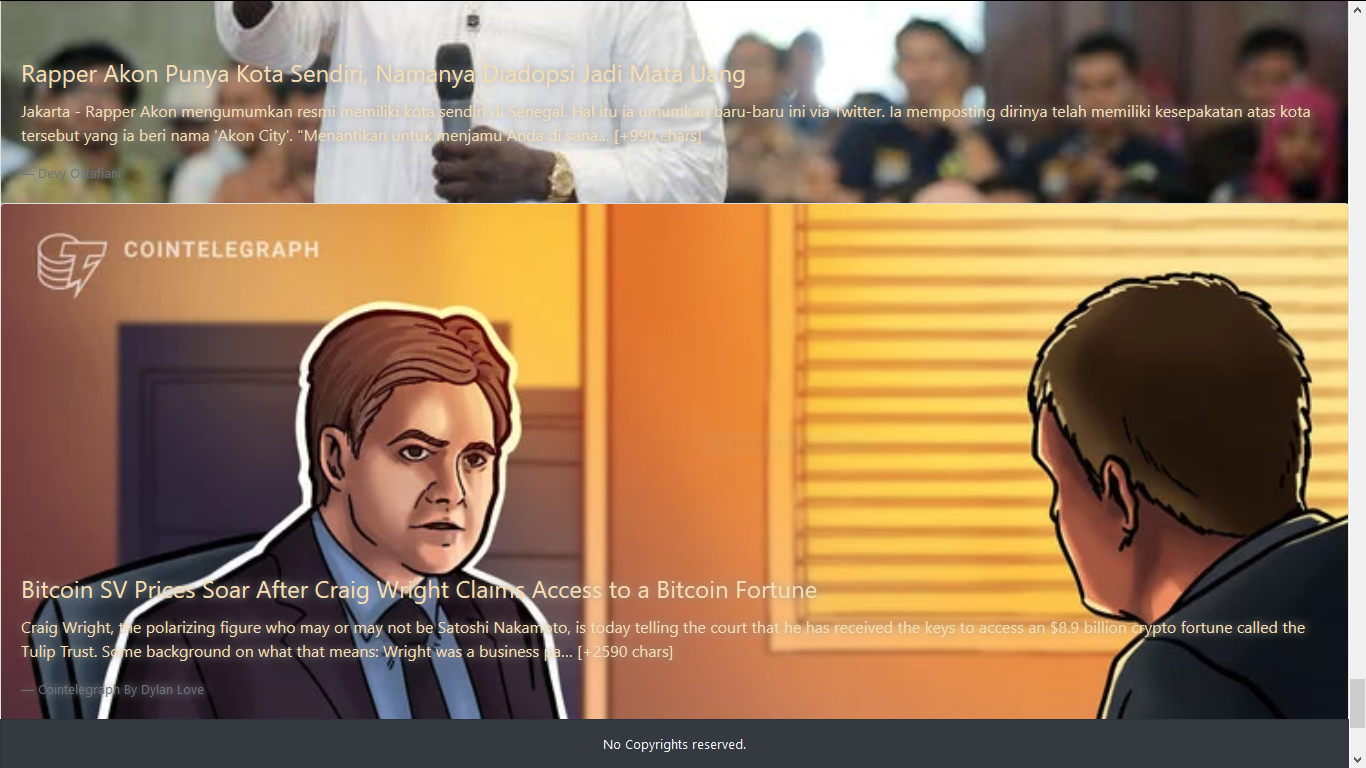 Rapper Akon Punya Kota Sendiri, Namanya Diadopsi Jadi Mata Uang
Jakarta - Rapper Akon mengumumkan resmi memiliki kota sendiri di Senegal. Hal itu ia umumkan baru-baru ini via Twitter. Ia memposting dirinya telah memiliki kesepakatan atas kota
tersebut yang ia beri nama 'Akon City'. "Menantikan untuk menjamu Anda di sana... [+990 chars]
— Devy Octafiani
COINTELEGRAPH
Bitcoin SV Prices Soar After Craig Wright Claims Access to a Bitcoin Fortune
Craig Wright, the polarizing figure who may or may not be Satoshi Nakamoto, is today telling the court that he has received the keys to access an $8.9 billion crypto fortune called the
Tulip Trust. Some background on what that means: Wright was a business pa... [+2590 chars]
— Cointelegraph By Dylan Love
No Copyrights reserved.